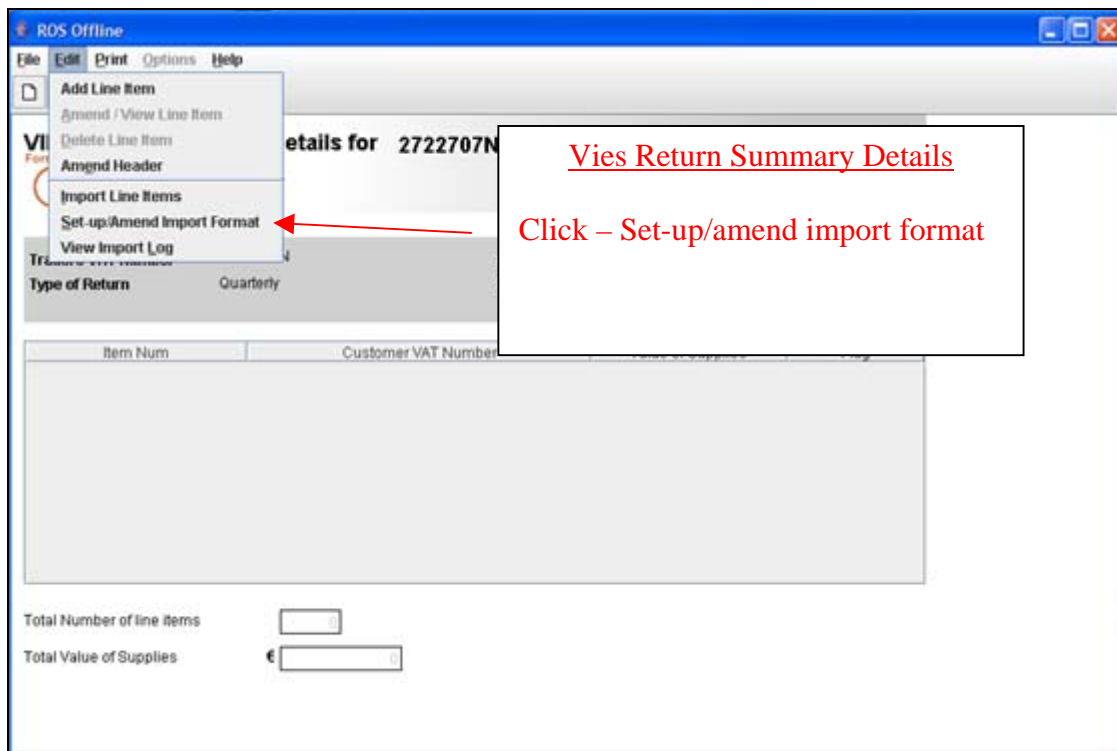 ROS Offline
File Edit Print Options Help
Add Line Item
Amend / View Line Item
Delete Line Item
Amend Header
Import Line Items
Set-up/Amend Import Format
View Import Log
VI etails for 2722707N
Vies Return Summary Details
Click – Set-up/amend import format
Type of Return Quarterly
Item Num Customer VAT Number
Total Number of line items 0
Total Value of Supplies € 0